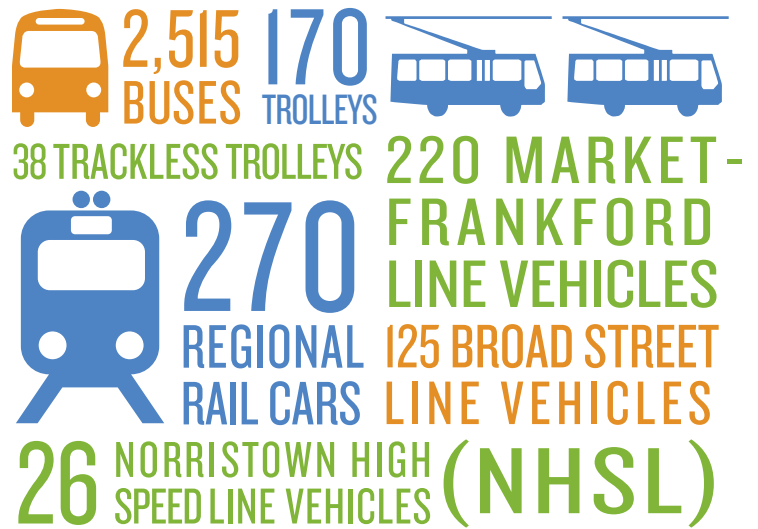 2,515
BUSES
170
TROLLEYS
38 TRACKLESS TROLLEYS
220 MARKET-
FRANKFORD
LINE VEHICLES
270
REGIONAL
RAIL CARS
125 BROAD STREET
LINE VEHICLES
26
NORRISTOWN HIGH
SPEED LINE VEHICLES
(NHSL)